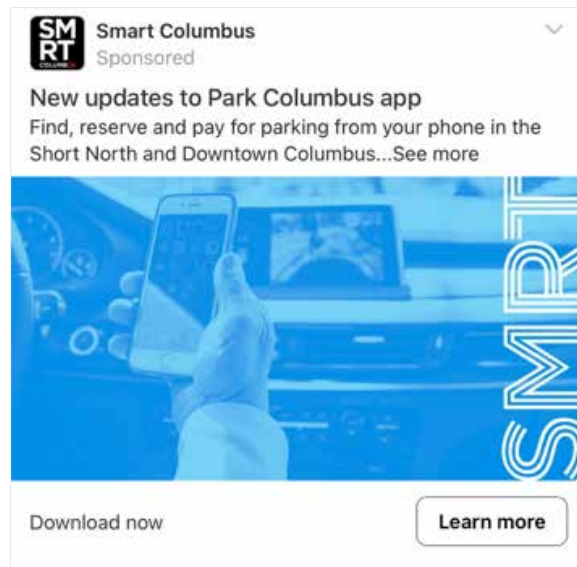 SM
RT
COLUMBUS
Smart Columbus
Sponsored
New updates to Park Columbus app
Find, reserve and pay for parking from your phone in the
Short North and Downtown Columbus...See more
SMRT
Download now
Learn more